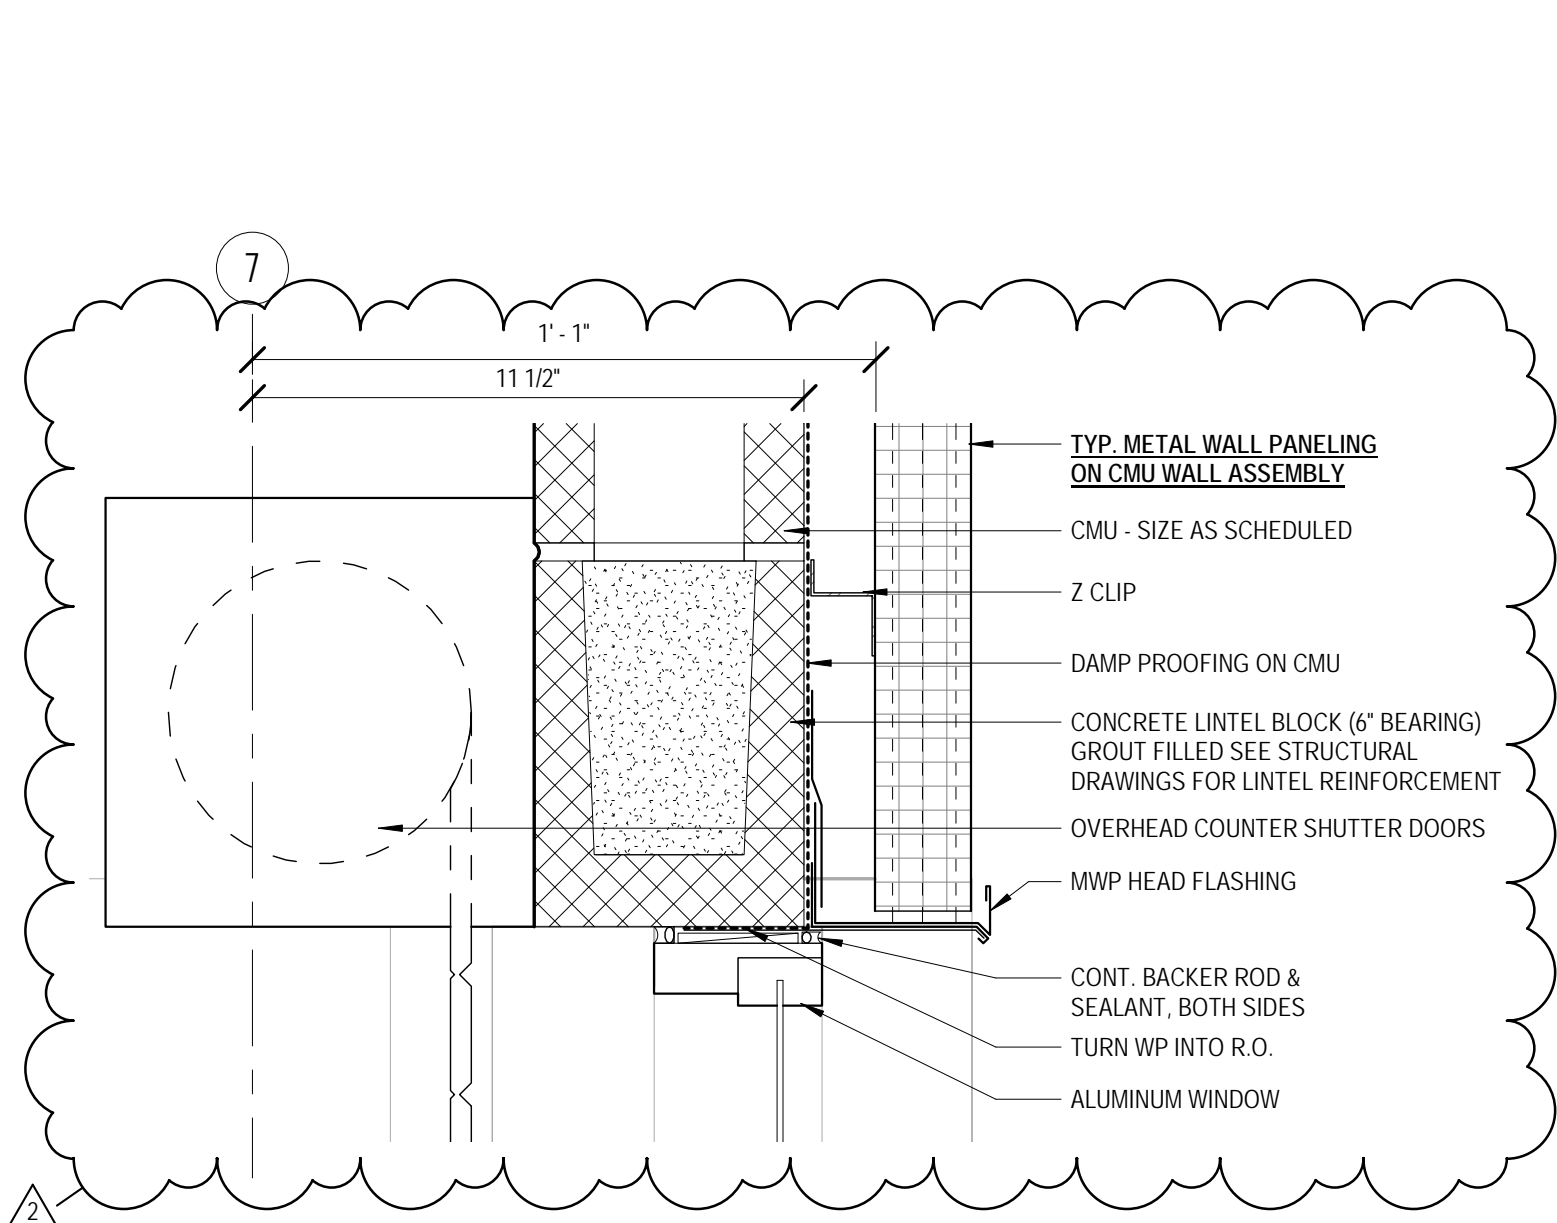 7
1' - 1"
11 1/2"
TYP. METAL WALL PANELING
ON CMU WALL ASSEMBLY
CMU - SIZE AS SCHEDULED
Z CLIP
DAMP PROOFING ON CMU
CONCRETE LINTEL BLOCK (6" BEARING)
GROUT FILLED SEE STRUCTURAL
DRAWINGS FOR LINTEL REINFORCEMENT
OVERHEAD COUNTER SHUTTER DOORS
MWP HEAD FLASHING
CONT. BACKER ROD &
SEALANT, BOTH SIDES
TURN WP INTO R.O.
ALUMINUM WINDOW
2